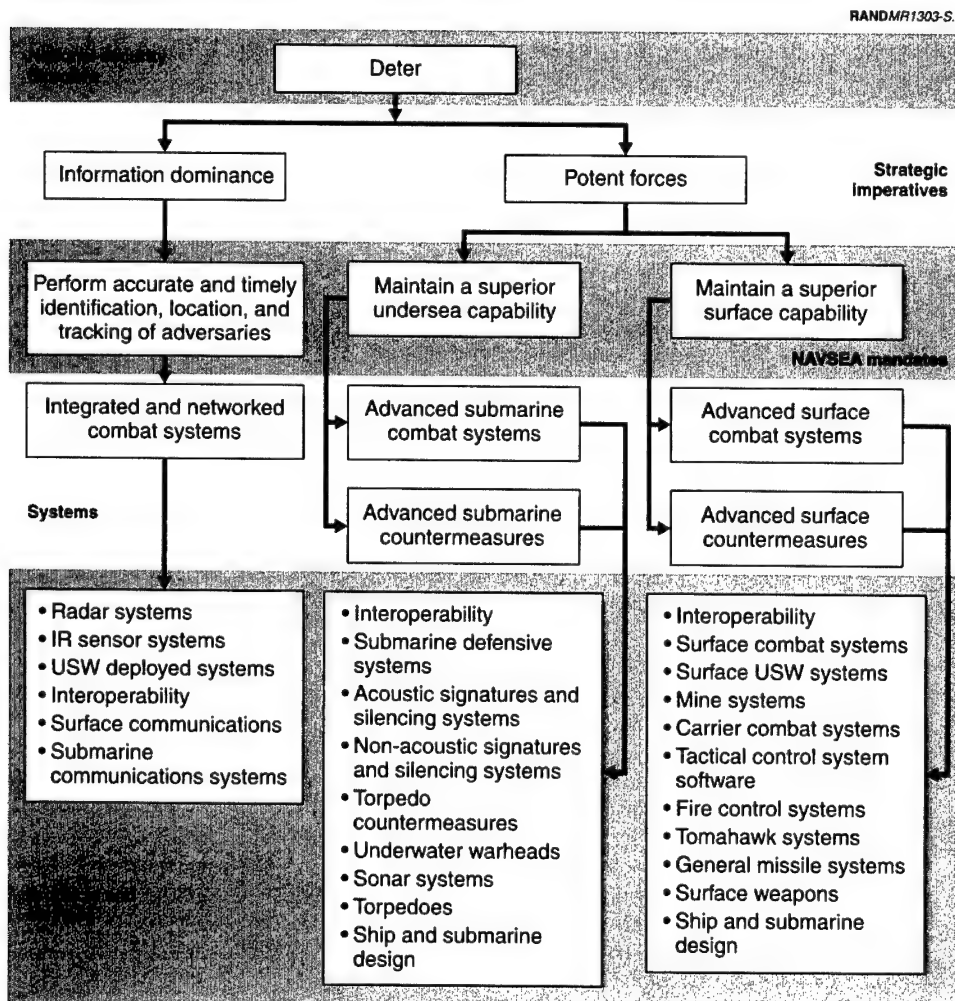 RANDMR1303-S.
Deter
Information dominance
Potent forces
Strategic
imperatives
Perform accurate and timely
identification, location, and
tracking of adversaries
Maintain a superior
undersea capability
Maintain a superior
surface capability
NAVSEA mandates
Integrated and networked
combat systems
Advanced submarine
combat systems
Advanced surface
combat systems
Systems
Advanced submarine
countermeasures
Advanced surface
countermeasures
• Radar systems
• IR sensor systems
• USW deployed systems
• Interoperability
• Surface communications
• Submarine
communications systems
• Interoperability
• Submarine defensive
systems
• Acoustic signatures and
silencing systems
• Non-acoustic signatures
and silencing systems
• Torpedo
countermeasures
• Underwater warheads
• Sonar systems
• Torpedoes
• Ship and submarine
design
• Interoperability
• Surface combat systems
• Surface USW systems
• Mine systems
• Carrier combat systems
• Tactical control system
software
• Fire control systems
• Tomahawk systems
• General missile systems
• Surface weapons
• Ship and submarine
design